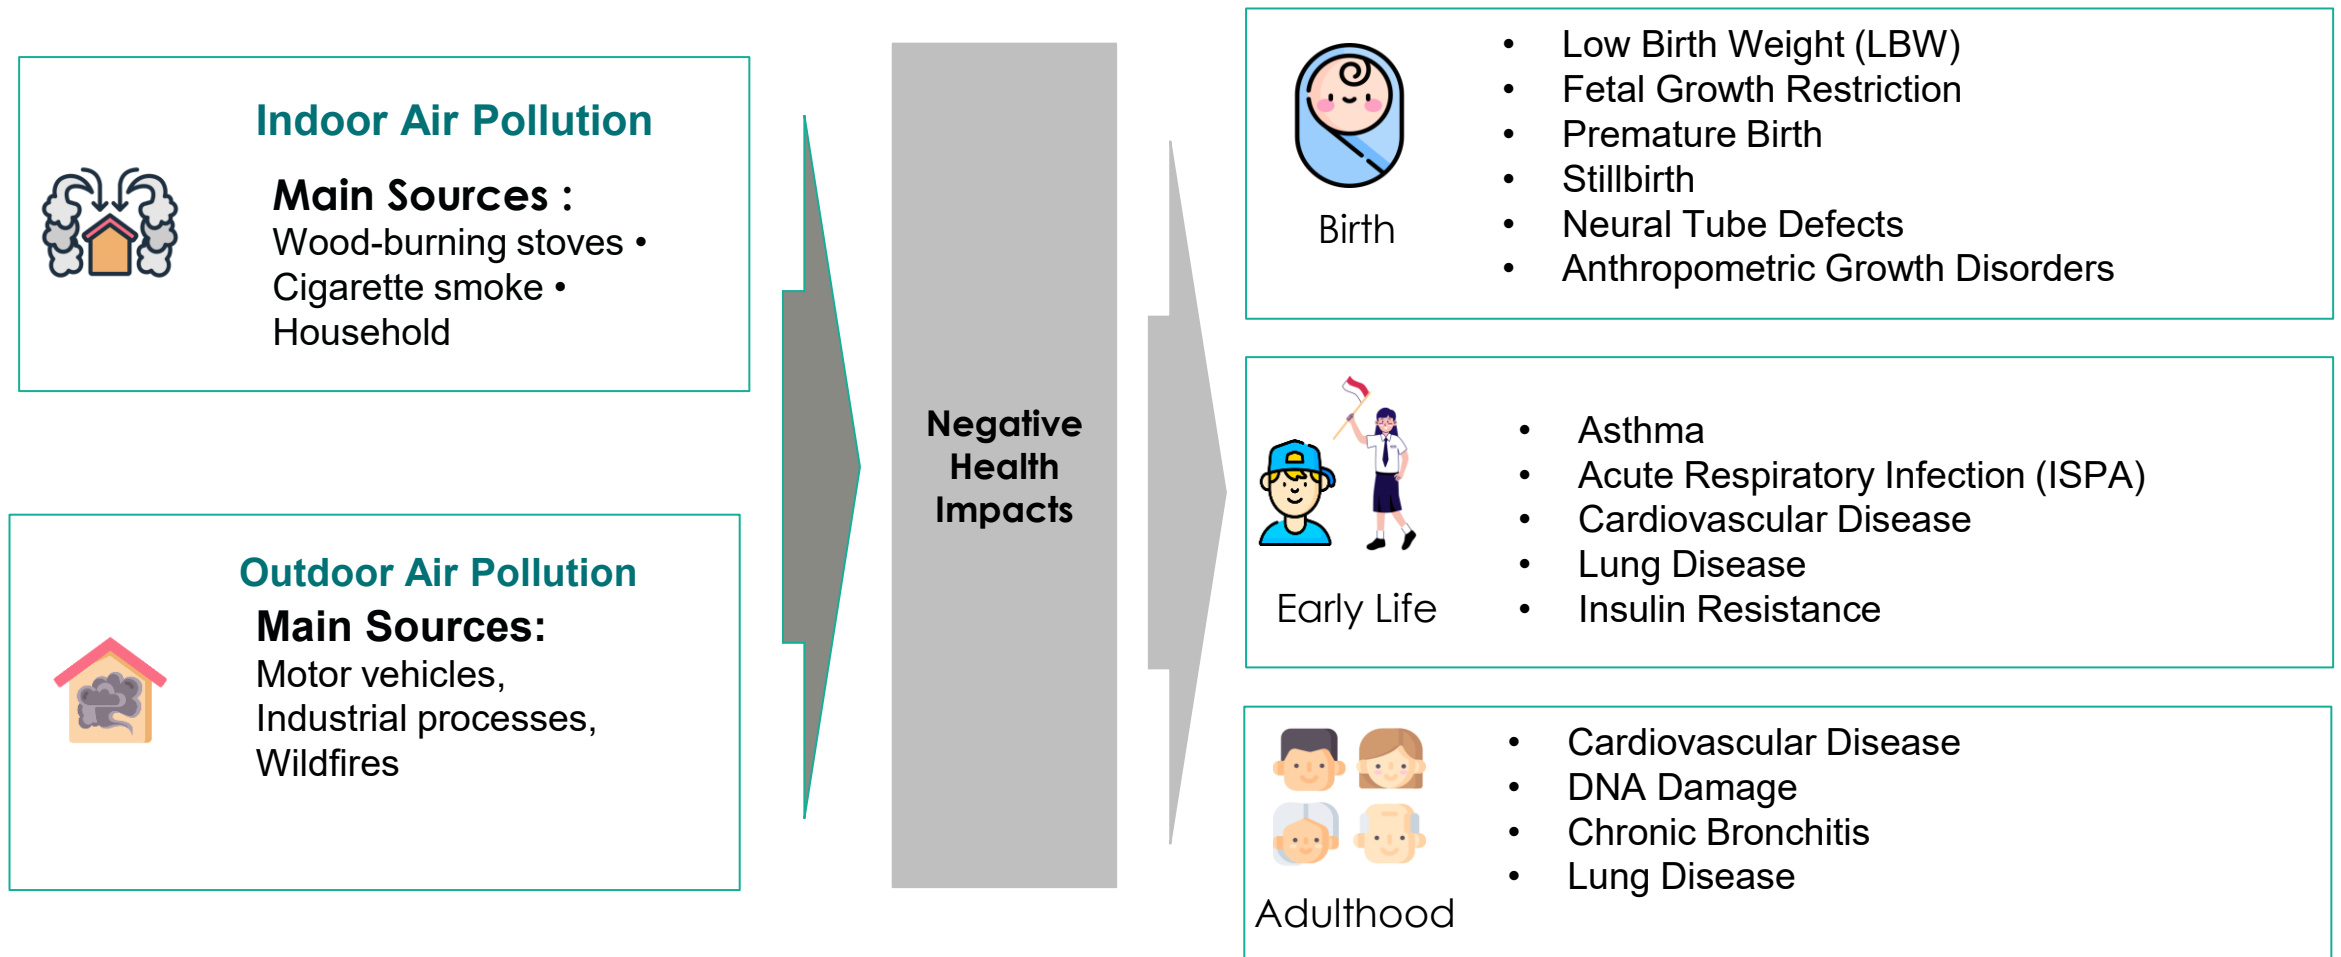 Indoor Air Pollution
Main Sources :
Wood-burning stoves •
Cigarette smoke •
Household
Outdoor Air Pollution
Main Sources:
Motor vehicles,
Industrial processes,
Wildfires
Negative
Health
Impacts
Birth
• Low Birth Weight (LBW)
• Fetal Growth Restriction
• Premature Birth
• Stillbirth
• Neural Tube Defects
• Anthropometric Growth Disorders
Early Life
• Asthma
• Acute Respiratory Infection (ISPA)
• Cardiovascular Disease
• Lung Disease
• Insulin Resistance
Adulthood
• Cardiovascular Disease
• DNA Damage
• Chronic Bronchitis
• Lung Disease